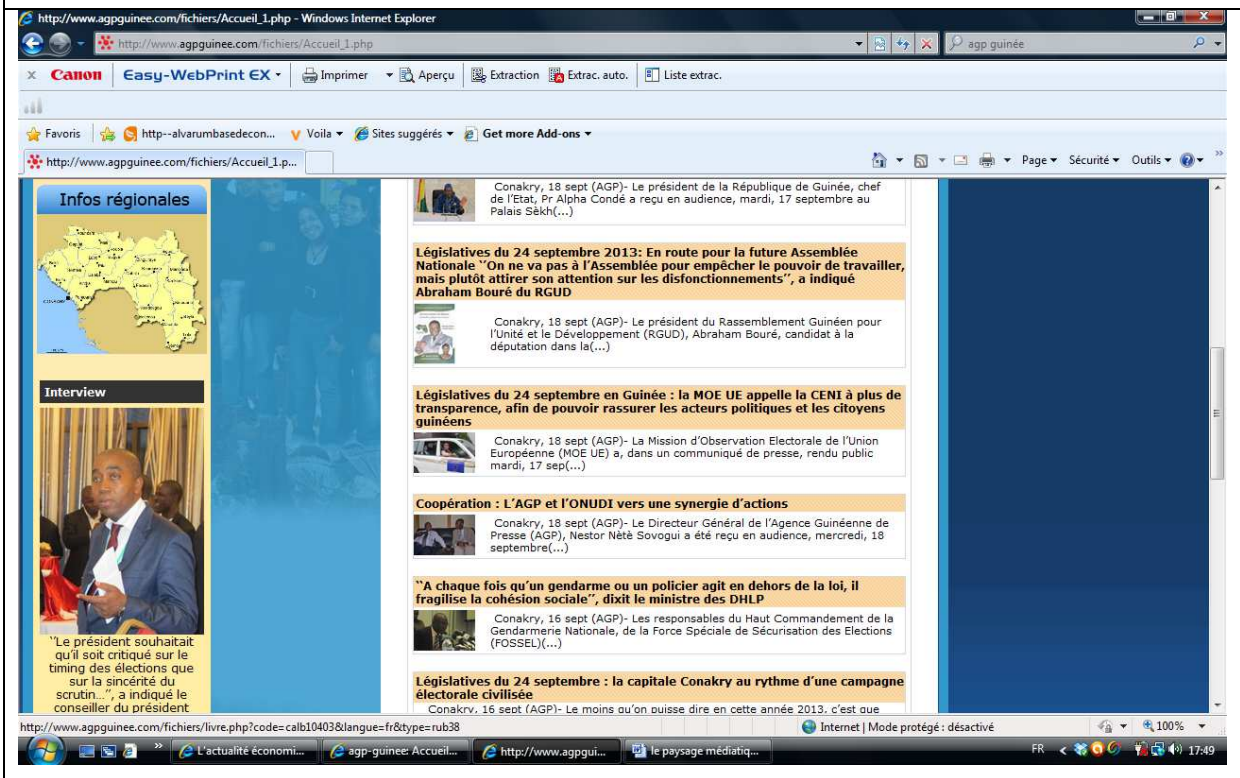 http://www.agpguinee.com/fichiers/Accueil_1.php - Windows Internet Explorer
http://www.agpguinee.com/fichiers/Accueil_1.php
agp guinée
x Canon Easy-WebPrint EX Imprimer Aperçu Extraction Extrac. auto. Liste extrac.
Favoris http--alvarumbasedecon... Voila Sites suggérés Get more Add-ons
http://www.agpguinee.com/fichiers/Accueil_1.p...
Page Sécurité Outils
Infos régionales
Interview
‘‘Le président souhaitait
qu’il soit critiqué sur le
timing des élections que
sur la sincérité du
scrutin...’’, a indiqué le
conseiller du président
Conakry, 18 sept (AGP)- Le président de la République de Guinée, chef
de l’Etat, Pr Alpha Condé a reçu en audience, mardi, 17 septembre au
Palais Sèkh(...)
Législatives du 24 septembre 2013: En route pour la future Assemblée
Nationale ‘‘On ne va pas à l’Assemblée pour empêcher le pouvoir de travailler,
mais plutôt attirer son attention sur les disfonctionnements’’, a indiqué
Abraham Bouré du RGUD
Conakry, 18 sept (AGP)- Le président du Rassemblement Guinéen pour
l’Unité et le Développement (RGUD), Abraham Bouré, candidat à la
députation dans la(...)
Législatives du 24 septembre en Guinée : la MOE UE appelle la CENI à plus de
transparence, afin de pouvoir rassurer les acteurs politiques et les citoyens
guinéens
Conakry, 18 sept (AGP)- La Mission d’Observation Electorale de l’Union
Européenne (MOE UE) a, dans un communiqué de presse, rendu public
mardi, 17 sep(...)
Coopération : L’AGP et l’ONUDI vers une synergie d’actions
Conakry, 18 sept (AGP)- Le Directeur Général de l’Agence Guinéenne de
Presse (AGP), Nestor Nètè Sovogui a été reçu en audience, mercredi, 18
septembre(...)
‘‘A chaque fois qu’un gendarme ou un policier agit en dehors de la loi, il
fragilise la cohésion sociale’’, dixit le ministre des DHLP
Conakry, 16 sept (AGP)- Les responsables du Haut Commandement de la
Gendarmerie Nationale, de la Force Spéciale de Sécurisation des Elections
(FOSSEL)(...)
Législatives du 24 septembre : la capitale Conakry au rythme d’une campagne
électorale civilisée
Conakry, 16 sept (AGP)- Le moins qu’on puisse dire en cette année 2013, c’est que
http://www.agpguinee.com/fichiers/livre.php?code=calb10403&langue=fr&type=rub38
Internet | Mode protégé : désactivé
100%
L'actualité économi... agp-guinee: Accueil... http://www.agpgui... le paysage médiatiq...
FR 17:49